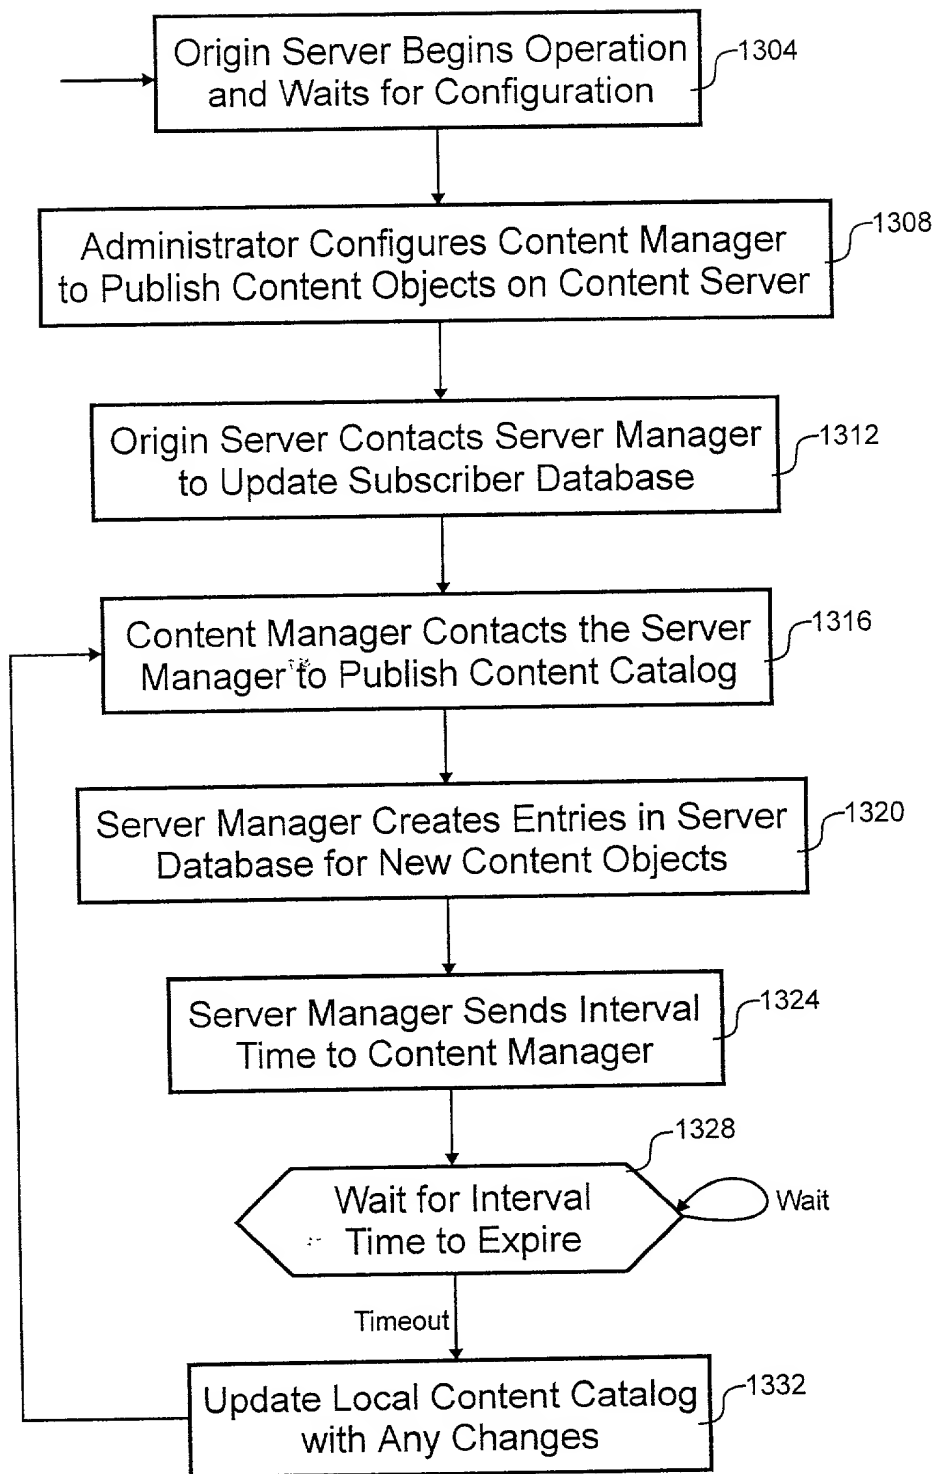 Origin Server Begins Operation
and Waits for Configuration
1304
Administrator Configures Content Manager
to Publish Content Objects on Content Server
1308
Origin Server Contacts Server Manager
to Update Subscriber Database
1312
Content Manager Contacts the Server
Manager to Publish Content Catalog
1316
Server Manager Creates Entries in Server
Database for New Content Objects
1320
Server Manager Sends Interval
Time to Content Manager
1324
1328
Wait for Interval
Time to Expire
Wait
Timeout
Update Local Content Catalog
with Any Changes
1332